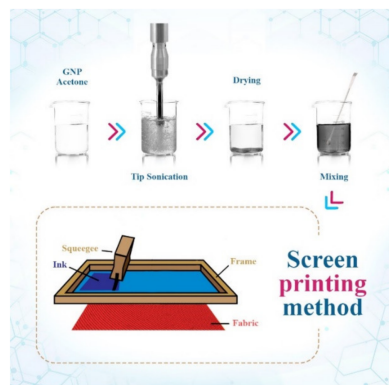 GNP
Acetone
Drying
Tip Sonication
Mixing
Squeegee
Ink
Frame
Fabric
Screen
printing
method